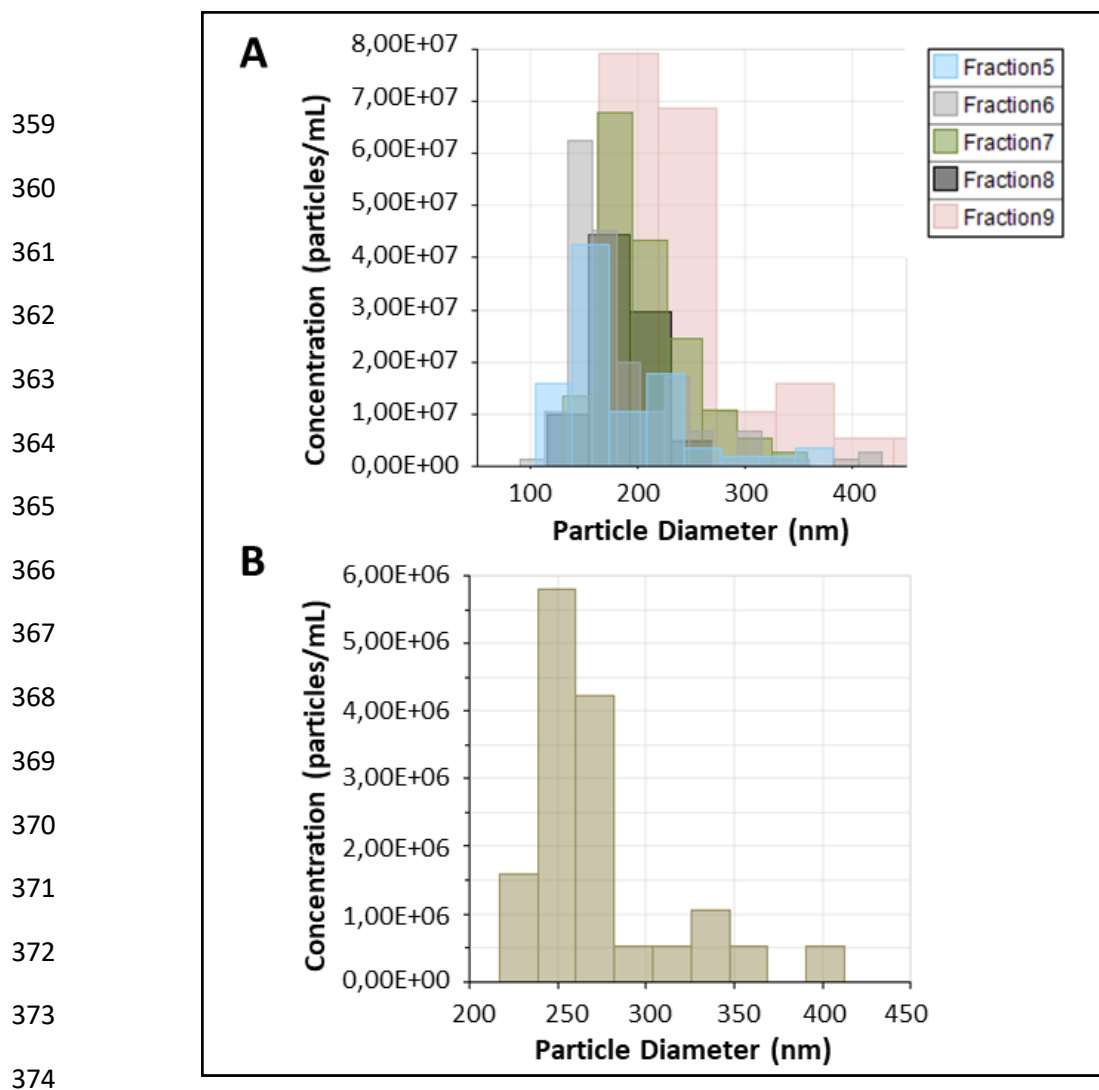 359
360
361
362
363
364
365
366
367
368
369
370
371
372
373
374
A
8,00E+07
7,00E+07
6,00E+07
5,00E+07
4,00E+07
3,00E+07
2,00E+07
1,00E+07
0,00E+00
Concentration (particles/mL)
100 200 300 400
Particle Diameter (nm)
Fraction5
Fraction6
Fraction7
Fraction8
Fraction9
B
6,00E+06
5,00E+06
4,00E+06
3,00E+06
2,00E+06
1,00E+06
0,00E+00
Concentration (particles/mL)
200 250 300 350 400 450
Particle Diameter (nm)